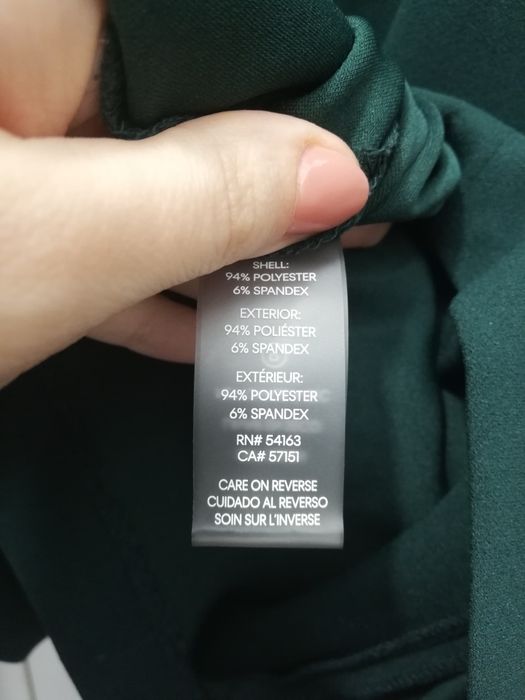 SHELL:
94% POLYESTER
6% SPANDEX
EXTERIOR:
94% POLIÉSTER
6% SPANDEX
EXTÉRIEUR:
94% POLYESTER
6% SPANDEX
RN# 54163
CA# 57151
CARE ON REVERSE
CUIDADO AL REVERSO
SOIN SUR L'INVERSE